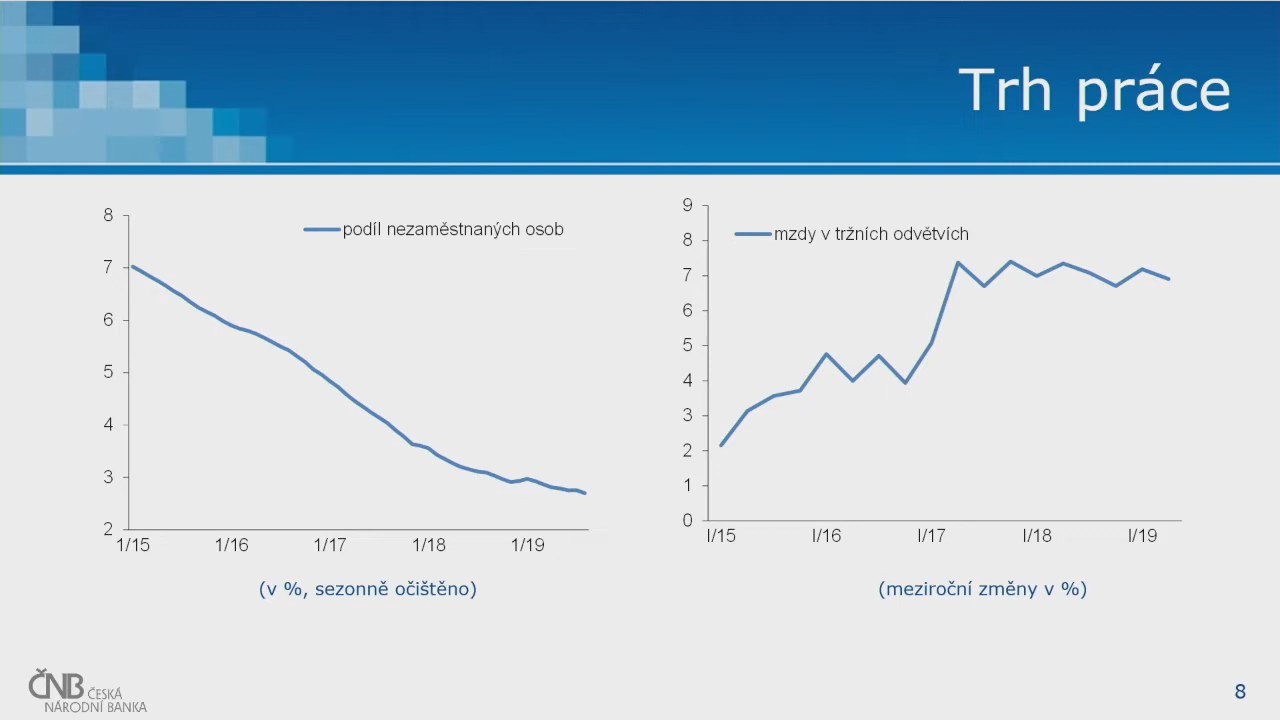 Trh práce
8
7
6
5
4
3
2
podíl nezaměstnaných osob
1/15
1/16
1/17
1/18
1/19
(v %, sezonně očištěno)
9
8
7
6
5
4
3
2
1
0
mzdy v tržních odvětvích
I/15
I/16
I/17
I/18
I/19
(meziroční změny v %)
ČNB ČESKÁ
NÁRODNÍ BANKA
8